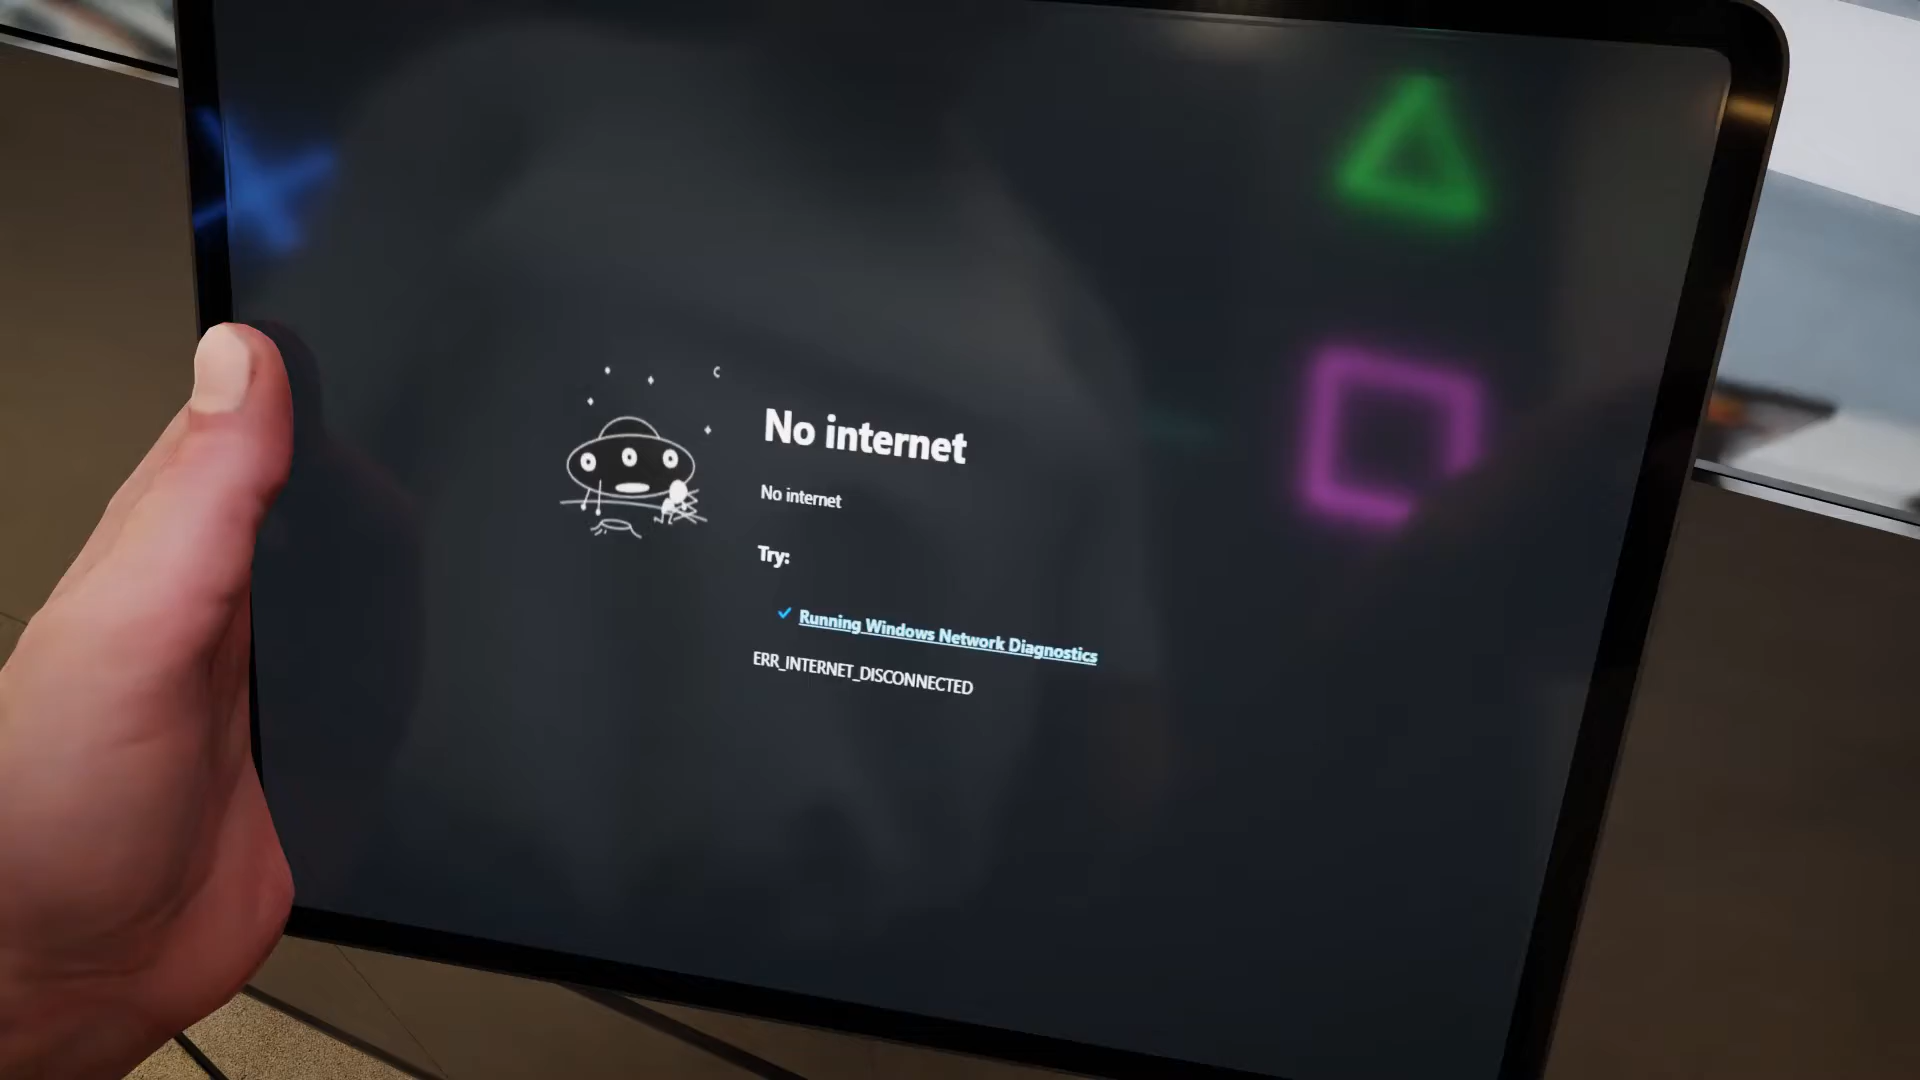 No internet
No internet
Try:
Running Windows Network Diagnostics
ERR_INTERNET_DISCONNECTED